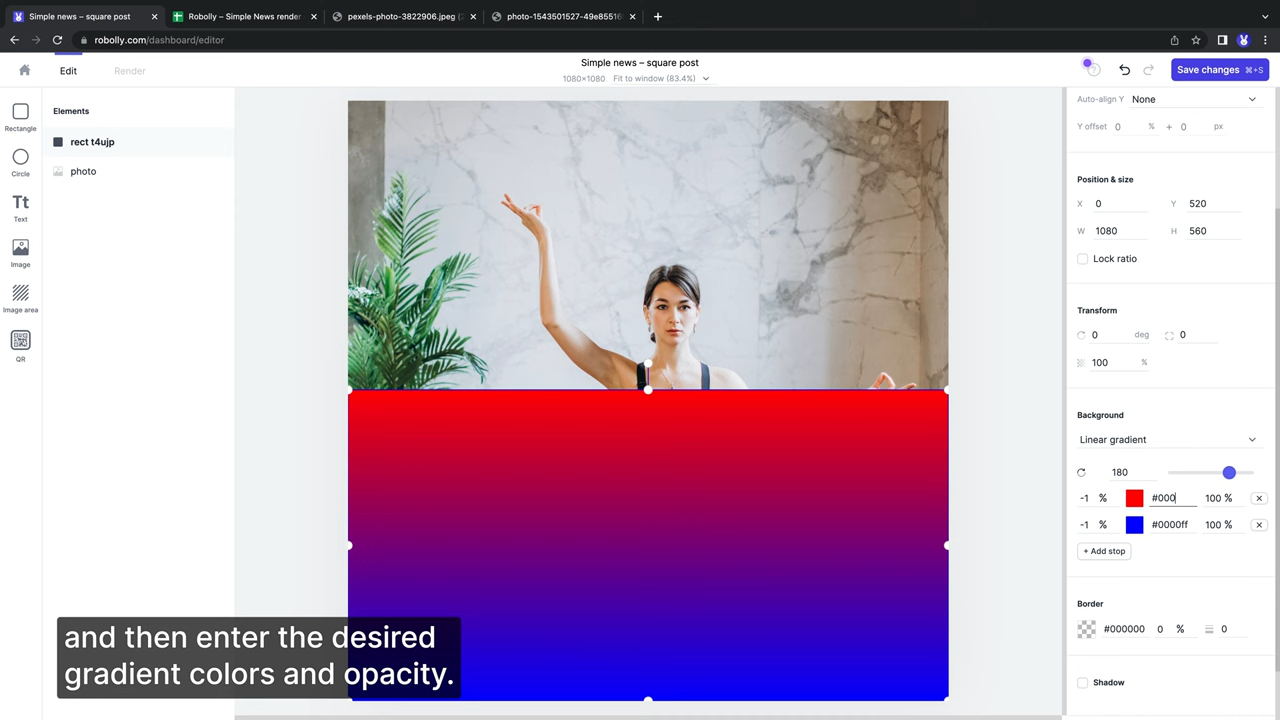 Simple news – square post
Robolly – Simple News render
pexels-photo-3822906.jpeg (3
photo-1543501527-49e85516
robolly.com/dashboard/editor
Edit
Render
Simple news – square post
1080×1080 Fit to window (83.4%)
Save changes ⌘+S
Rectangle
Circle
Tt
Text
Image
Image area
QR
Elements
rect t4ujp
photo
Auto-align Y None
Y offset 0 % + 0 px
Position & size
X 0 Y 520
W 1080 H 560
Lock ratio
Transform
0 deg 0
100 %
Background
Linear gradient
180
-1 % #000 100 %
-1 % #0000ff 100 %
+ Add stop
Border
#000000 0 % 0
Shadow
and then enter the desired
gradient colors and opacity.